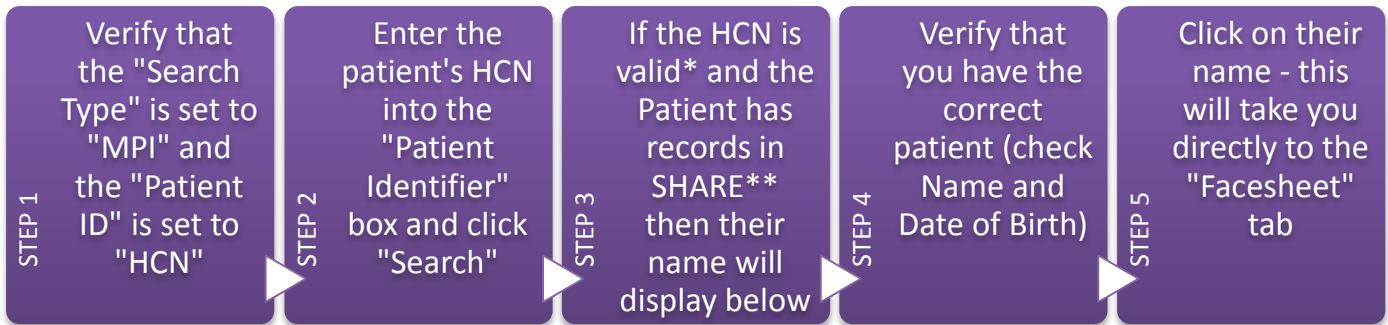 STEP 1
Verify that
the "Search
Type" is set to
"MPI" and
the "Patient
ID" is set to
"HCN"
STEP 2
Enter the
patient's HCN
into the
"Patient
Identifier"
box and click
"Search"
STEP 3
If the HCN is
valid* and the
Patient has
records in
SHARE**
then their
name will
display below
STEP 4
Verify that
you have the
correct
patient (check
Name and
Date of Birth)
STEP 5
Click on their
name - this
will take you
directly to the
"Facesheet"
tab